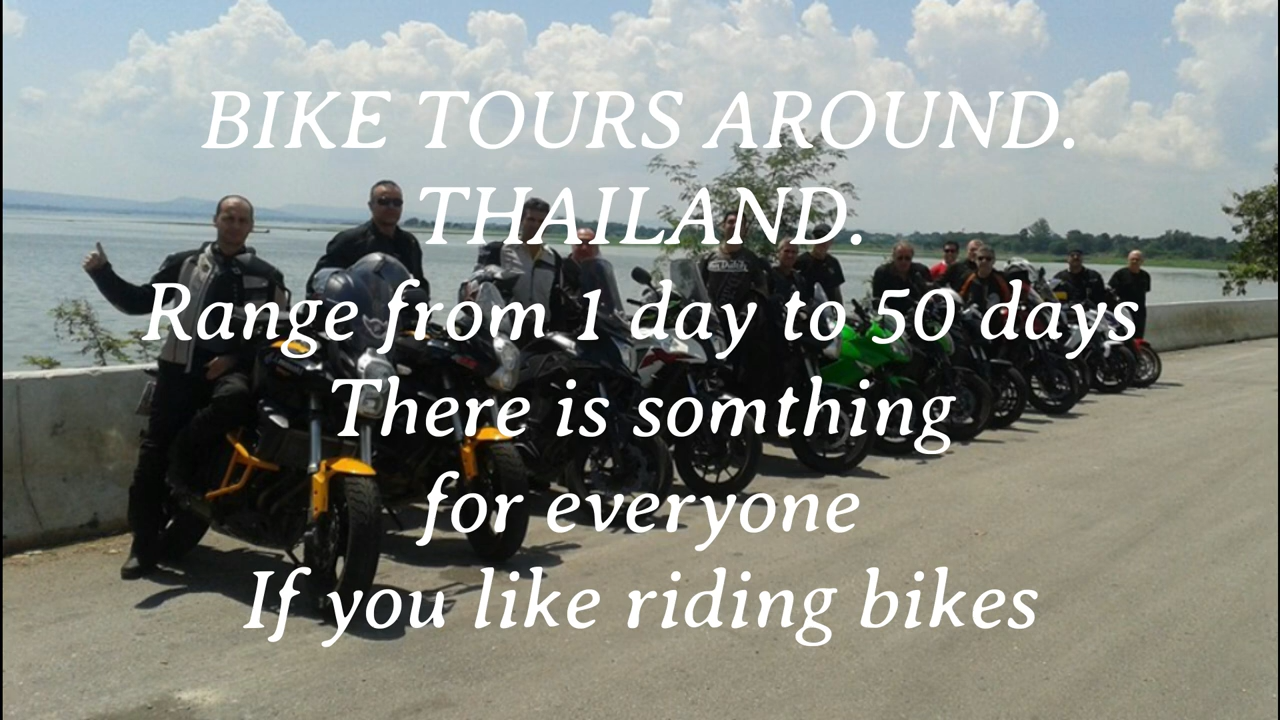 BIKE TOURS AROUND.
THAILAND.
Range from 1 day to 50 days
There is somthing
for everyone
If you like riding bikes